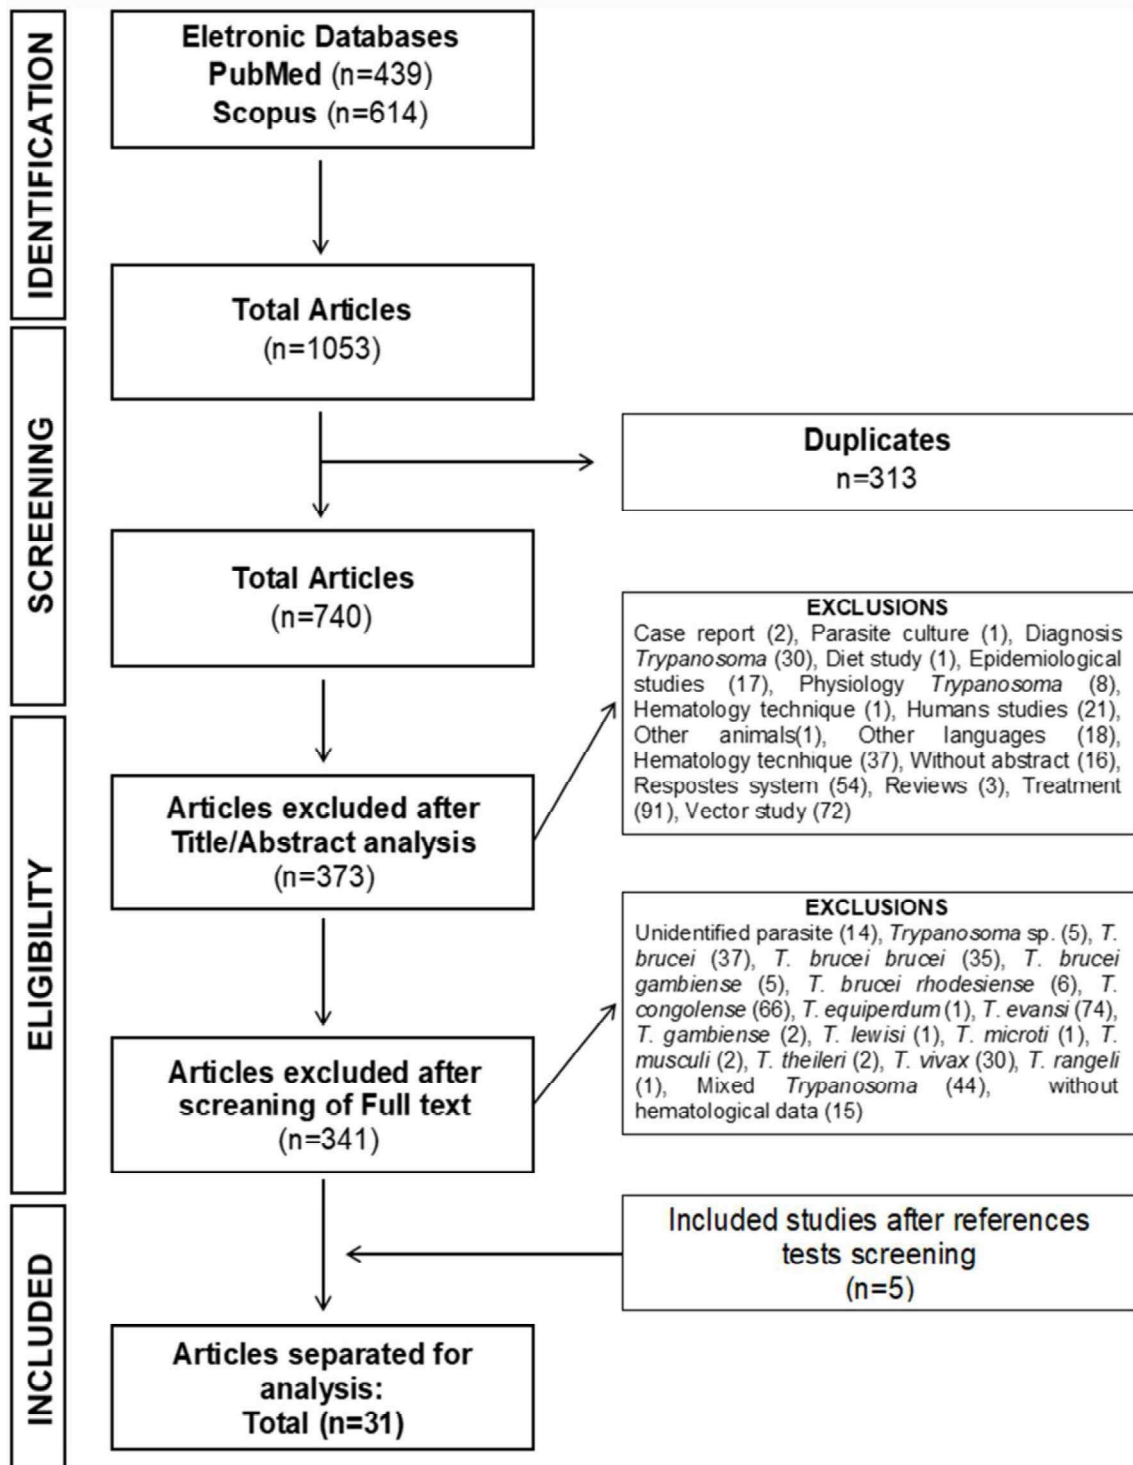 IDENTIFICATION
Eletronic Databases
PubMed (n=439)
Scopus (n=614)
Total Articles
(n=1053)
SCREENING
Duplicates
n=313
Total Articles
(n=740)
EXCLUSIONS
Case report (2), Parasite culture (1), Diagnosis
Trypanosoma (30), Diet study (1), Epidemiological
studies (17), Physiology Trypanosoma (8),
Hematology technique (1), Humans studies (21),
Other animals(1), Other languages (18),
Hematology tecnhique (37), Without abstract (16),
Respostes system (54), Reviews (3), Treatment
(91), Vector study (72)
ELIGIBILITY
Articles excluded after
Title/Abstract analysis
(n=373)
EXCLUSIONS
Unidentified parasite (14), Trypanosoma sp. (5), T.
brucei (37), T. brucei brucei (35), T. brucei
gambiense (5), T. brucei rhodesiense (6), T.
congolense (66), T. equiperdum (1), T. evansi (74),
T. gambiense (2), T. lewisi (1), T. microti (1), T.
musculi (2), T. theileri (2), T. vivax (30), T. rangeli
(1), Mixed Trypanosoma (44), without
hematological data (15)
Articles excluded after
screaning of Full text
(n=341)
INCLUDED
Included studies after references
tests screening
(n=5)
Articles separated for
analysis:
Total (n=31)